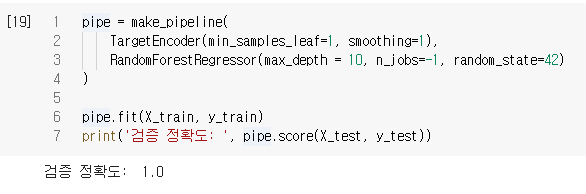 [19] 1 pipe = make_pipeline(
2 TargetEncoder(min_samples_leaf=1, smoothing=1),
3 RandomForestRegressor(max_depth = 10, n_jobs=-1, random_state=42)
4 )
5
6 pipe.fit(X_train, y_train)
7 print('검증 정확도: ', pipe.score(X_test, y_test))
검증 정확도:  1.0